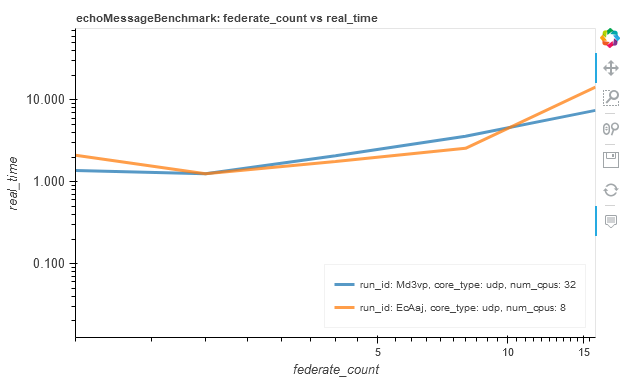 echoMessageBenchmark: federate_count vs real_time
10.000
1.000
0.100
real_time
run_id: Md3vp, core_type: udp, num_cpus: 32
run_id: EcAaj, core_type: udp, num_cpus: 8
5
10
15
federate_count